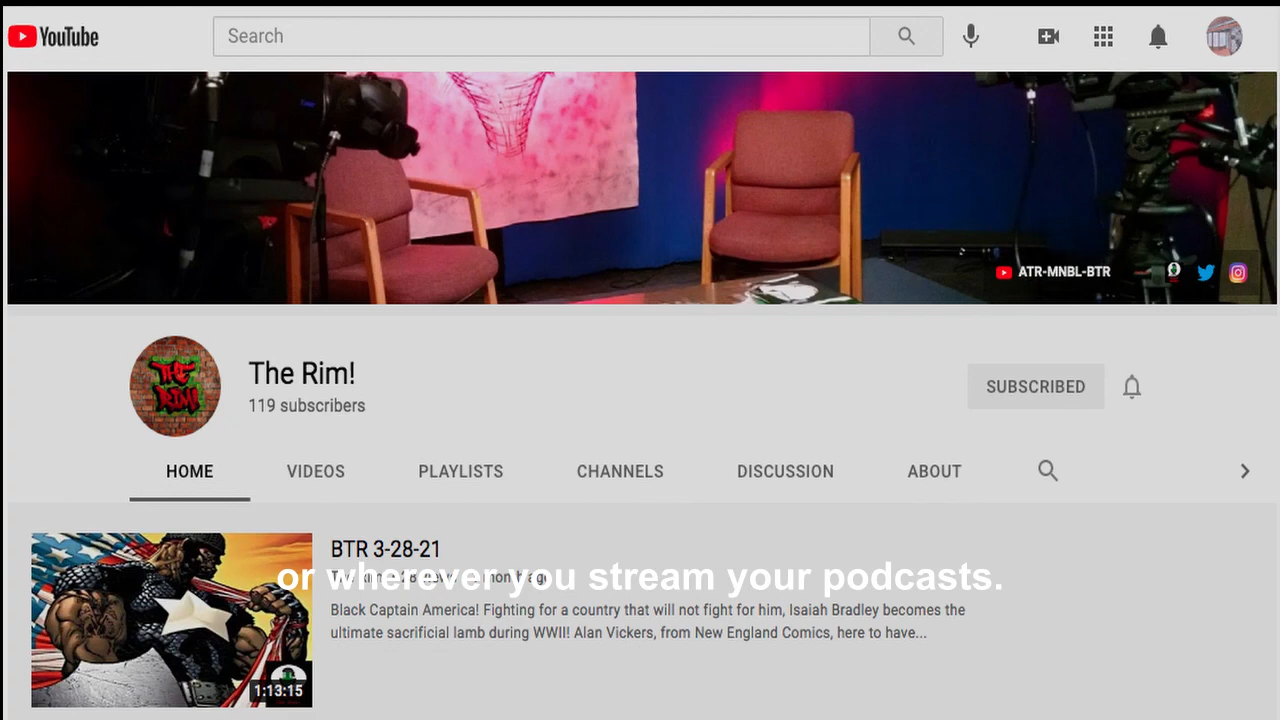 YouTube
Search
ATR-MNBL-BTR
THE
RIM!
The Rim!
119 subscribers
SUBSCRIBED
HOME VIDEOS PLAYLISTS CHANNELS DISCUSSION ABOUT
BTR 3-28-21
or wherever you stream your podcasts.
Black Captain America! Fighting for a country that will not fight for him, Isaiah Bradley becomes the
ultimate sacrificial lamb during WWII! Alan Vickers, from New England Comics, here to have...
1:13:15